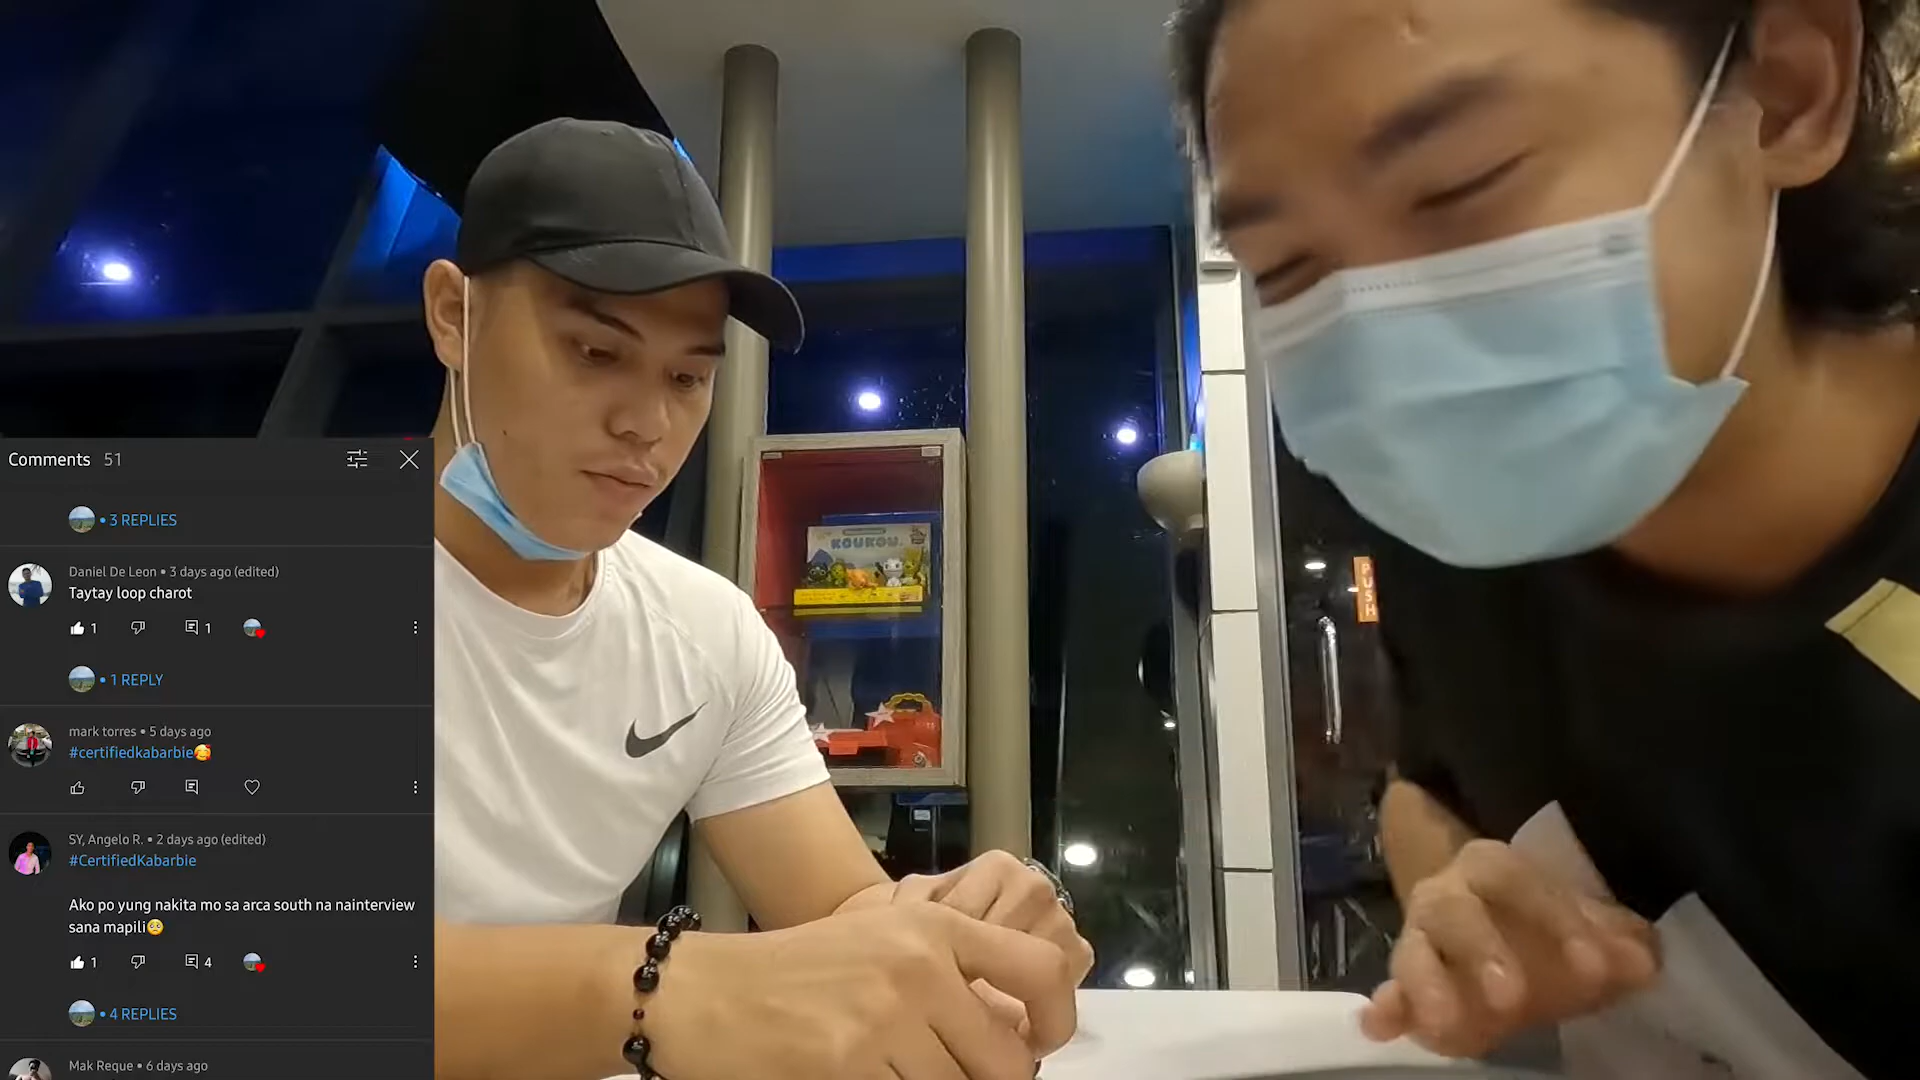 Comments 51
• 3 REPLIES
Daniel De Leon • 3 days ago (edited)
Taytay loop charot
1
1
• 1 REPLY
mark torres • 5 days ago
#certifiedkabarbie🥰
SY, Angelo R. • 2 days ago (edited)
#CertifiedKabarbie
Ako po yung nakita mo sa arca south na nainterview
sana mapili🥺
1
4
• 4 REPLIES
Mak Reque • 6 days ago
KOUKOU
PUSH